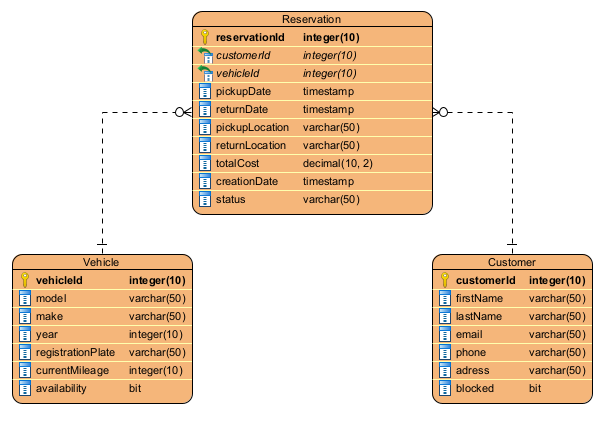 Reservation
reservationId integer(10)
customerId integer(10)
vehicleId integer(10)
pickupDate timestamp
returnDate timestamp
pickupLocation varchar(50)
returnLocation varchar(50)
totalCost decimal(10, 2)
creationDate timestamp
status varchar(50)
Vehicle
vehicleId integer(10)
model varchar(50)
make varchar(50)
year integer(10)
registrationPlate varchar(50)
currentMileage integer(10)
availability bit
Customer
customerId integer(10)
firstName varchar(50)
lastName varchar(50)
email varchar(50)
phone varchar(50)
adress varchar(50)
blocked bit